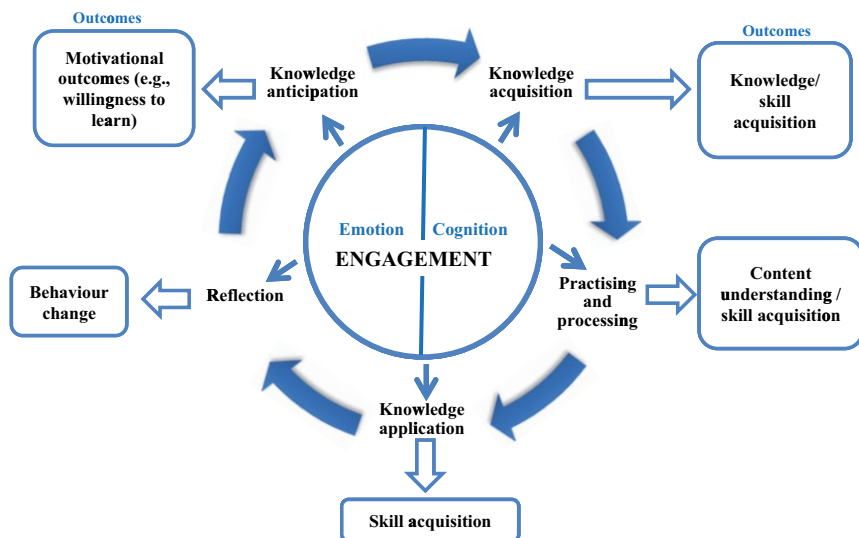 Outcomes
Motivational
outcomes (e.g.,
willingness to
learn)
Knowledge
anticipation
Knowledge
acquisition
Outcomes
Knowledge/
skill
acquisition
Emotion
Cognition
ENGAGEMENT
Behaviour
change
Reflection
Practising
and
processing
Content
understanding /
skill acquisition
Knowledge
application
Skill acquisition